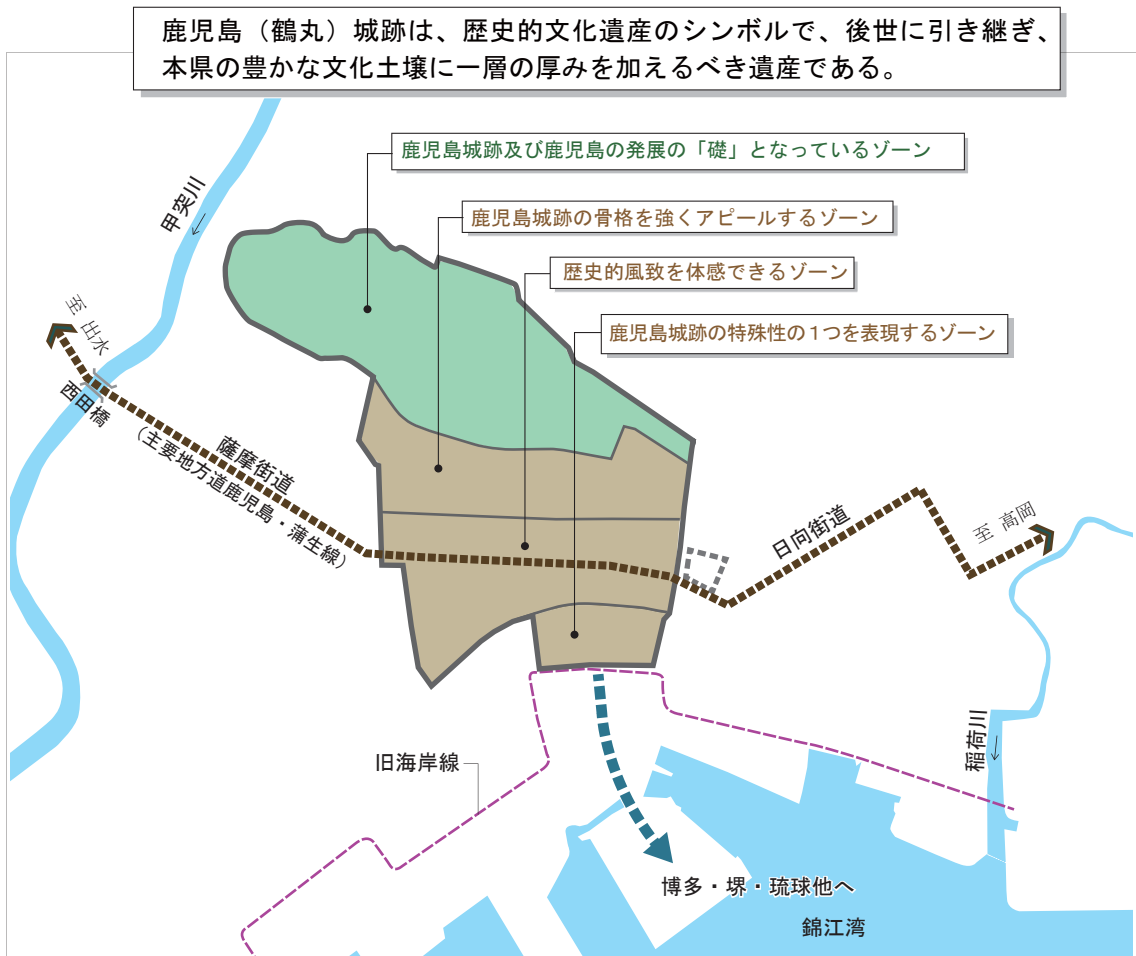 鹿児島（鶴丸）城跡は、歴史的文化遺産のシンボルで、後世に引き継ぎ、
本県の豊かな文化土壌に一層の厚みを加えるべき遺産である。
鹿児島城跡及び鹿児島の発展の「礎」となっているゾーン
甲突川
鹿児島城跡の骨格を強くアピールするゾーン
歴史的風致を体感できるゾーン
至 出水
鹿児島城跡の特殊性の１つを表現するゾーン
西田橋
薩摩街道
（主要地方道鹿児島・蒲生線）
日向街道
至 高岡
稲荷川
旧海岸線
博多・堺・琉球他へ
錦江湾